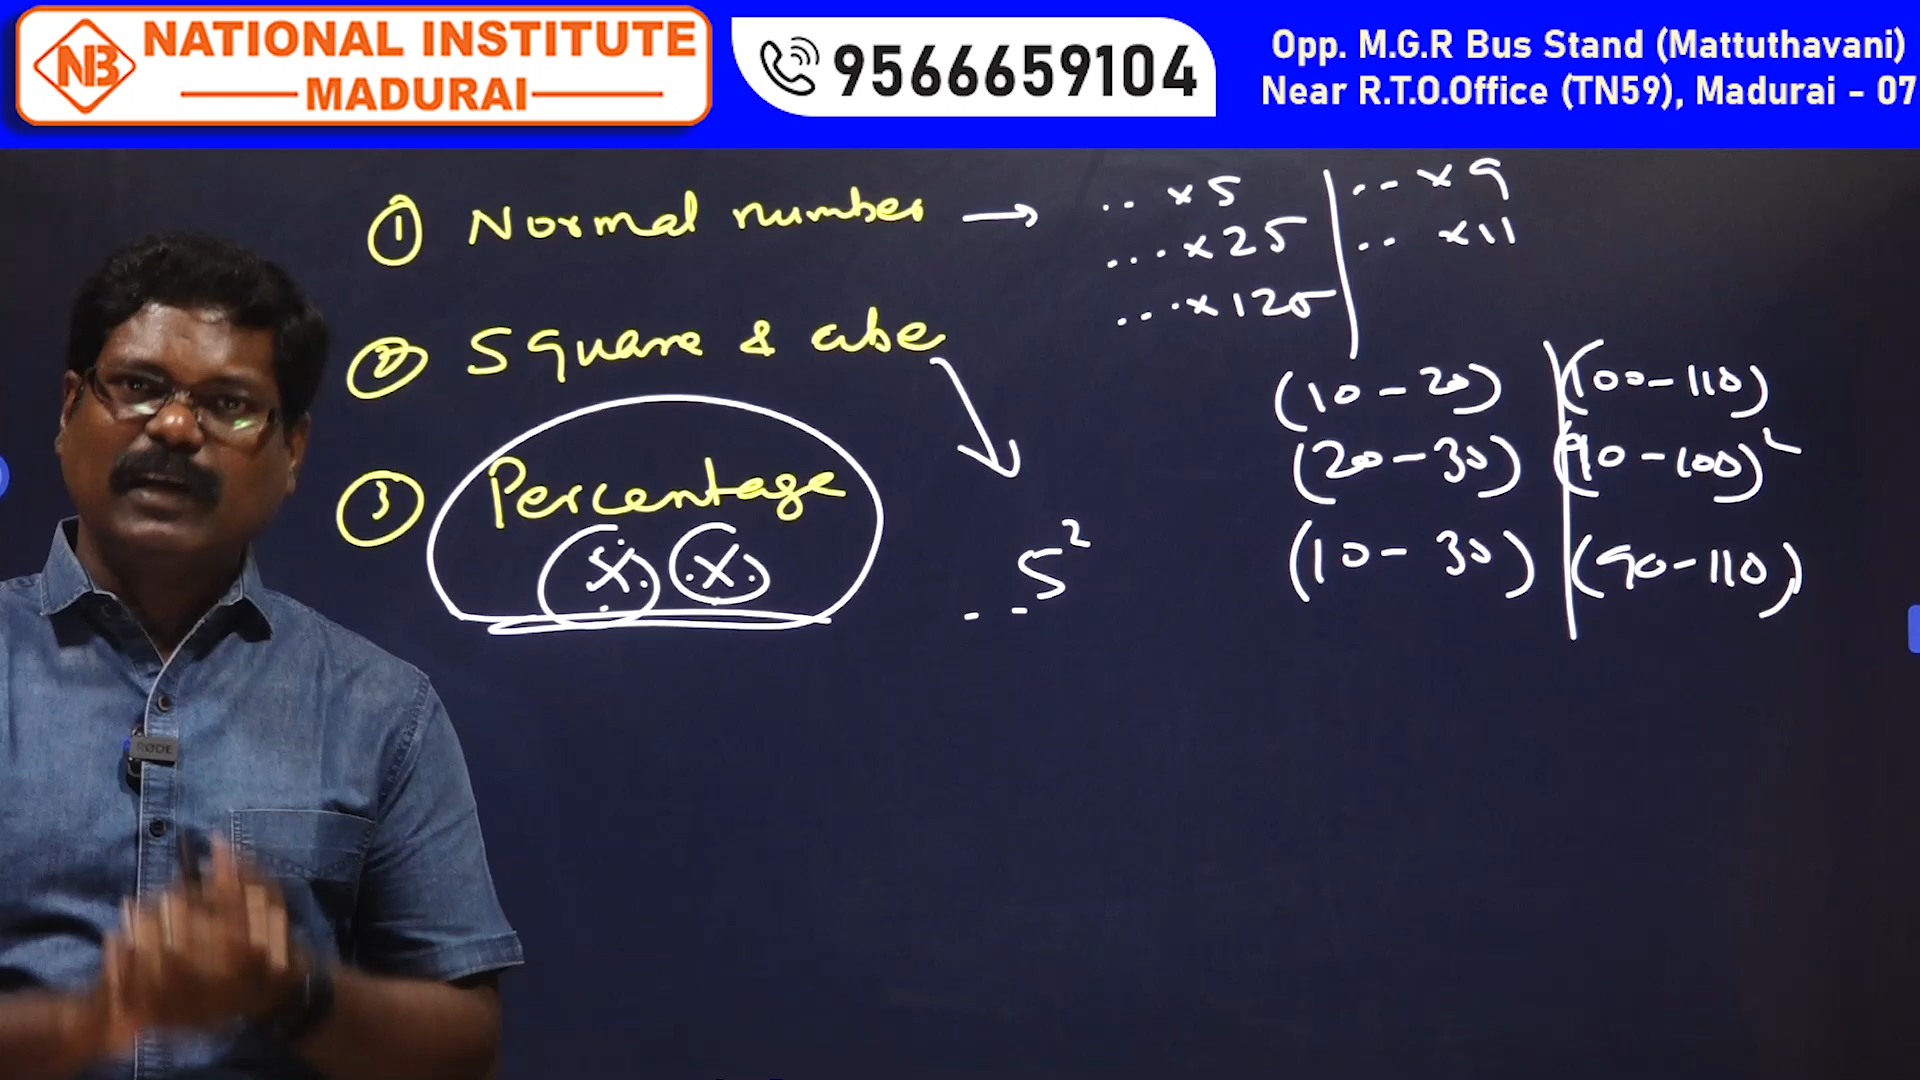 NB NATIONAL INSTITUTE
MADURAI
9566659104
Opp. M.G.R Bus Stand (Mattuthavani)
Near R.T.O.Office (TN59), Madurai - 07
① Normal number → .. x 5
... x 25
... x 125
-- x 9
.. x 11
② Square & cube
③ Percentage
.. 5²
(10 - 20)
(20 - 30)
(10 - 30)
(100 - 110)
(90 - 100)²
(90 - 110)
RODE